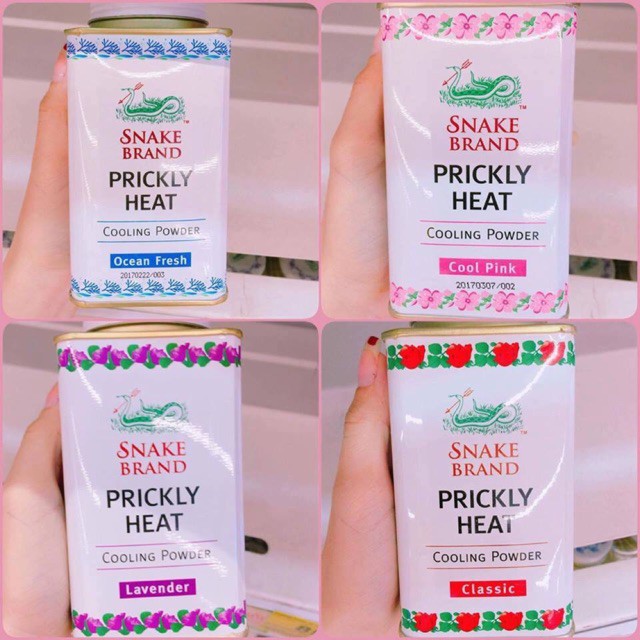 SNAKE
BRAND
PRICKLY
HEAT
COOLING POWDER
Ocean Fresh
20170222/003
TM
SNAKE
BRAND
PRICKLY
HEAT
COOLING POWDER
Cool Pink
20170307/002
SNAKE
BRAND
PRICKLY
HEAT
COOLING POWDER
Lavender
SNAKE
BRAND
PRICKLY
HEAT
COOLING POWDER
Classic